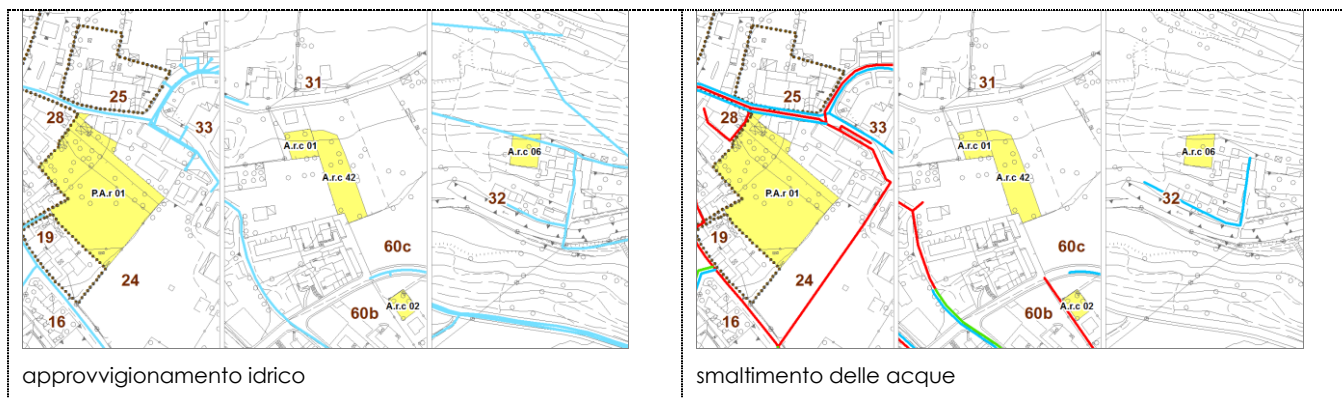 25
28
33
P.A.r 01
19
24
16
31
A.r.c 01
A.r.c 42
60c
60b
A.r.c 02
A.r.c 06
32
approvvigionamento idrico
25
28
33
P.A.r 01
19
24
16
31
A.r.c 01
A.r.c 42
60c
60b
A.r.c 02
A.r.c 06
32
smaltimento delle acque